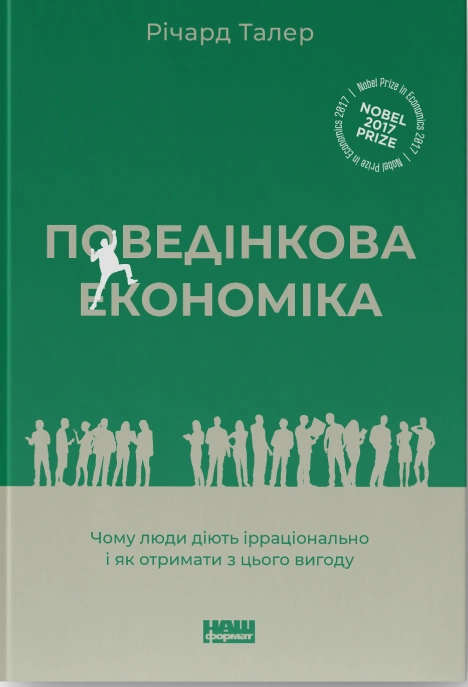 Річард Талер
Nobel Prize in Economics 2017 | Nobel Prize in Economics 2017 |
NOBEL
2017
PRIZE
ПОВЕДІНКОВА
ЕКОНОМІКА
Чому люди діють ірраціонально
і як отримати з цього вигоду
НАШ
формат